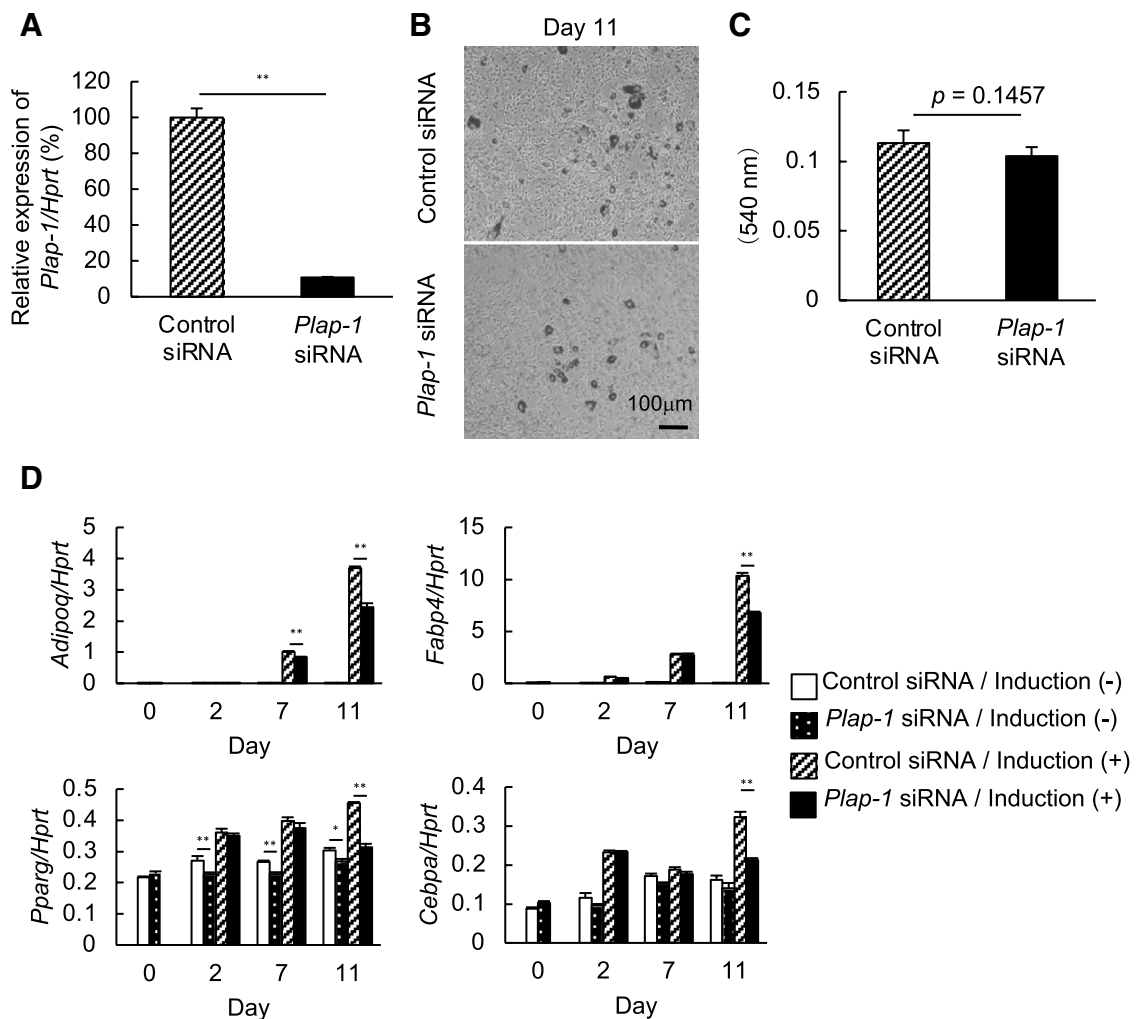 A
Relative expression of
Plap-1/Hprt (%)
120
100
80
60
40
20
0
**
Control
siRNA
Plap-1
siRNA
B
Day 11
Control siRNA
Plap-1 siRNA
100μm
C
(540 nm)
0.15
0.1
0.05
0
p = 0.1457
Control
siRNA
Plap-1
siRNA
D
Adipoq/Hprt
5
4
3
2
1
0
**
**
0 2 7 11
Day
Fabp4/Hprt
15
10
5
0
**
0 2 7 11
Day
Pparg/Hprt
0.5
0.4
0.3
0.2
0.1
0
**
**
*
**
0 2 7 11
Day
Cebpa/Hprt
0.4
0.3
0.2
0.1
0
**
0 2 7 11
Day
Control siRNA / Induction (-)
Plap-1 siRNA / Induction (-)
Control siRNA / Induction (+)
Plap-1 siRNA / Induction (+)